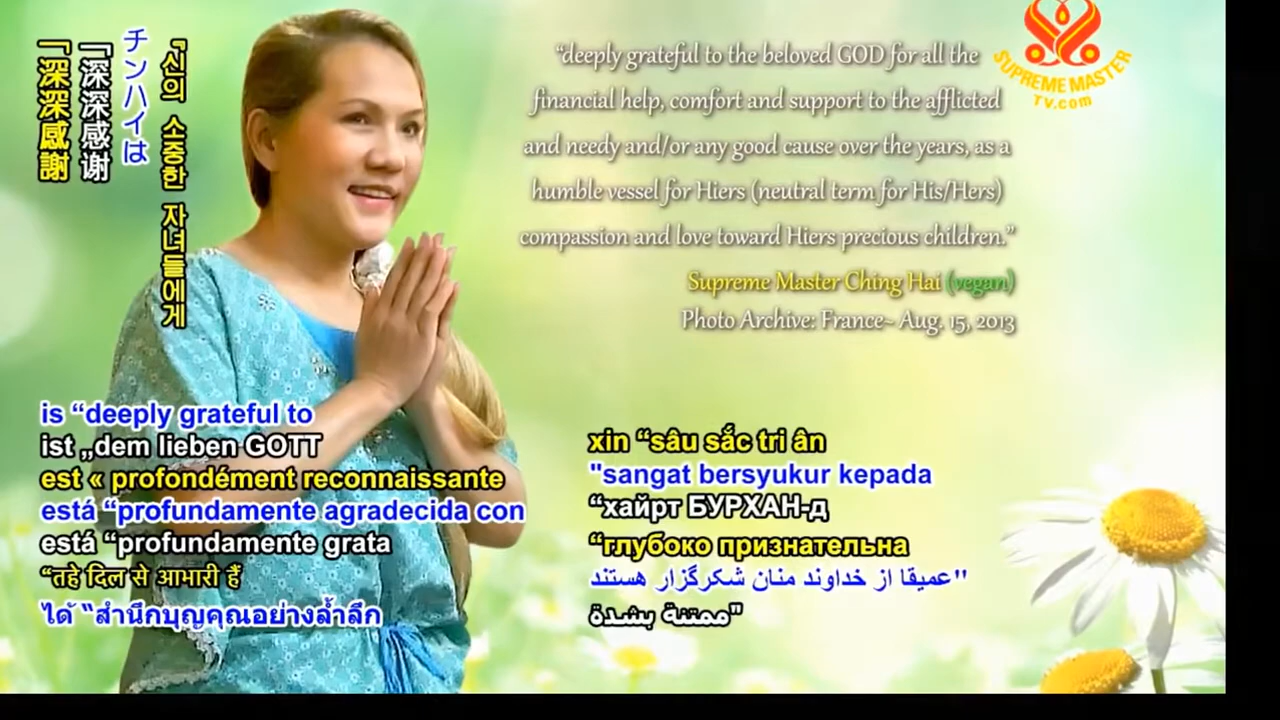 「深深感謝
「深深感谢
チンハイは
『신의 소중한 자녀들에게
“deeply grateful to the beloved GOD for all the
financial help, comfort and support to the afflicted
and needy and/or any good cause over the years, as a
humble vessel for Hiers (neutral term for His/Hers)
compassion and love toward Hiers precious children.”
Supreme Master Ching Hai (vegan)
Photo Archive: France~ Aug. 15, 2013
SUPREME MASTER
TV.com
is “deeply grateful to
ist „dem lieben GOTT
est « profondément reconnaissante
está “profundamente agradecida con
está “profundamente grata
“तहे दिल से आभारी हैं
ได้ “สำนึกบุญคุณอย่างล้ำลึก
xin “sâu sắc tri ân
"sangat bersyukur kepada
“хайрт БУРХАН-д
“глубоко признательна
"عمیقا از خداوند منان شکرگزار هستند
"ممتنة بشدة